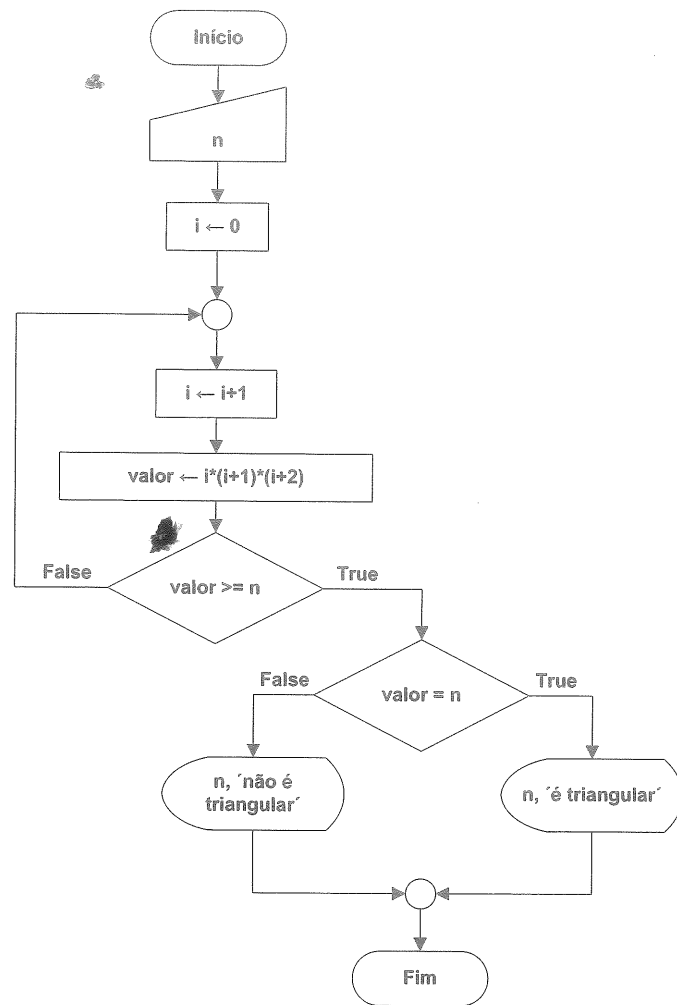 Início
n
i ← 0
i ← i+1
valor ← i*(i+1)*(i+2)
False
valor >= n
True
False
valor = n
True
n, ´não é
triangular´
n, ´é triangular´
Fim